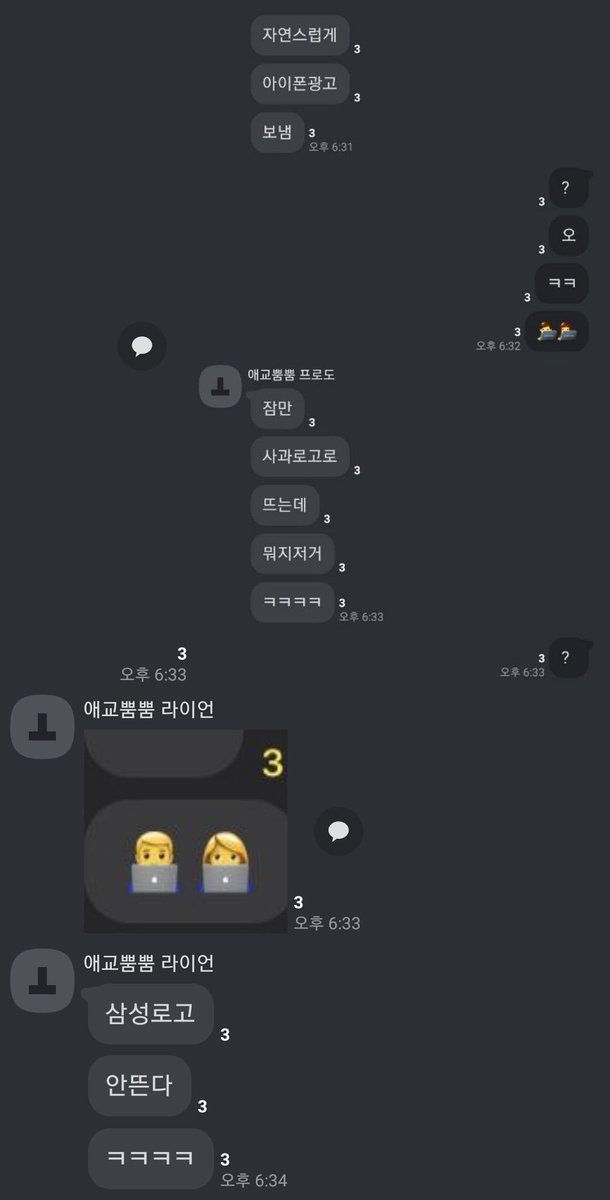 자연스럽게
3
아이폰광고
3
보냄
3
오후 6:31
?
3
오
3
ㅋㅋ
3
3
오후 6:32
애교뿜뿜 프로도
잠만
3
사과로고로
3
뜨는데
3
뭐지저거
3
ㅋㅋㅋㅋ
3
오후 6:33
?
3
오후 6:33
3
오후 6:33
애교뿜뿜 라이언
3
3
오후 6:33
애교뿜뿜 라이언
삼성로고
3
안뜬다
3
ㅋㅋㅋㅋ
3
오후 6:34